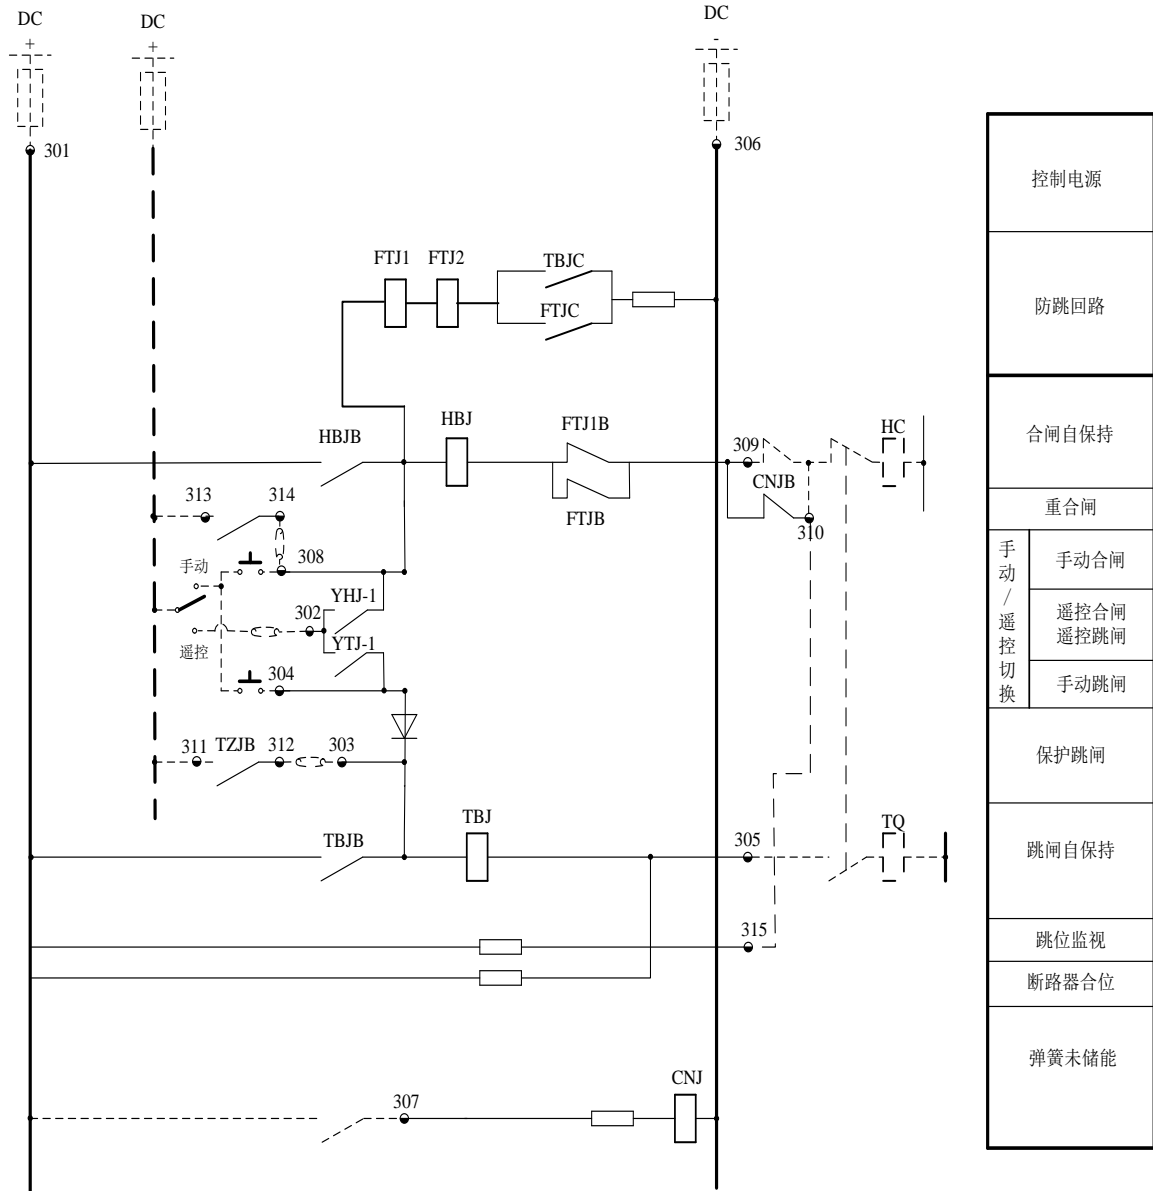 DC
+
DC
+
DC
-
301
306
控制电源
FTJ1
FTJ2
TBJC
FTJC
防跳回路
HBJB
HBJ
FTJ1B
FTJB
309
HC
CNJB
310
合闸自保持
313
314
重合闸
手动
308
手动/遥控切换
手动合闸
YHJ-1
302
YTJ-1
遥控
遥控合闸
遥控跳闸
304
手动跳闸
311
TZJB
312
303
保护跳闸
TBJB
TBJ
305
TQ
跳闸自保持
315
跳位监视
断路器合位
CNJ
307
弹簧未储能